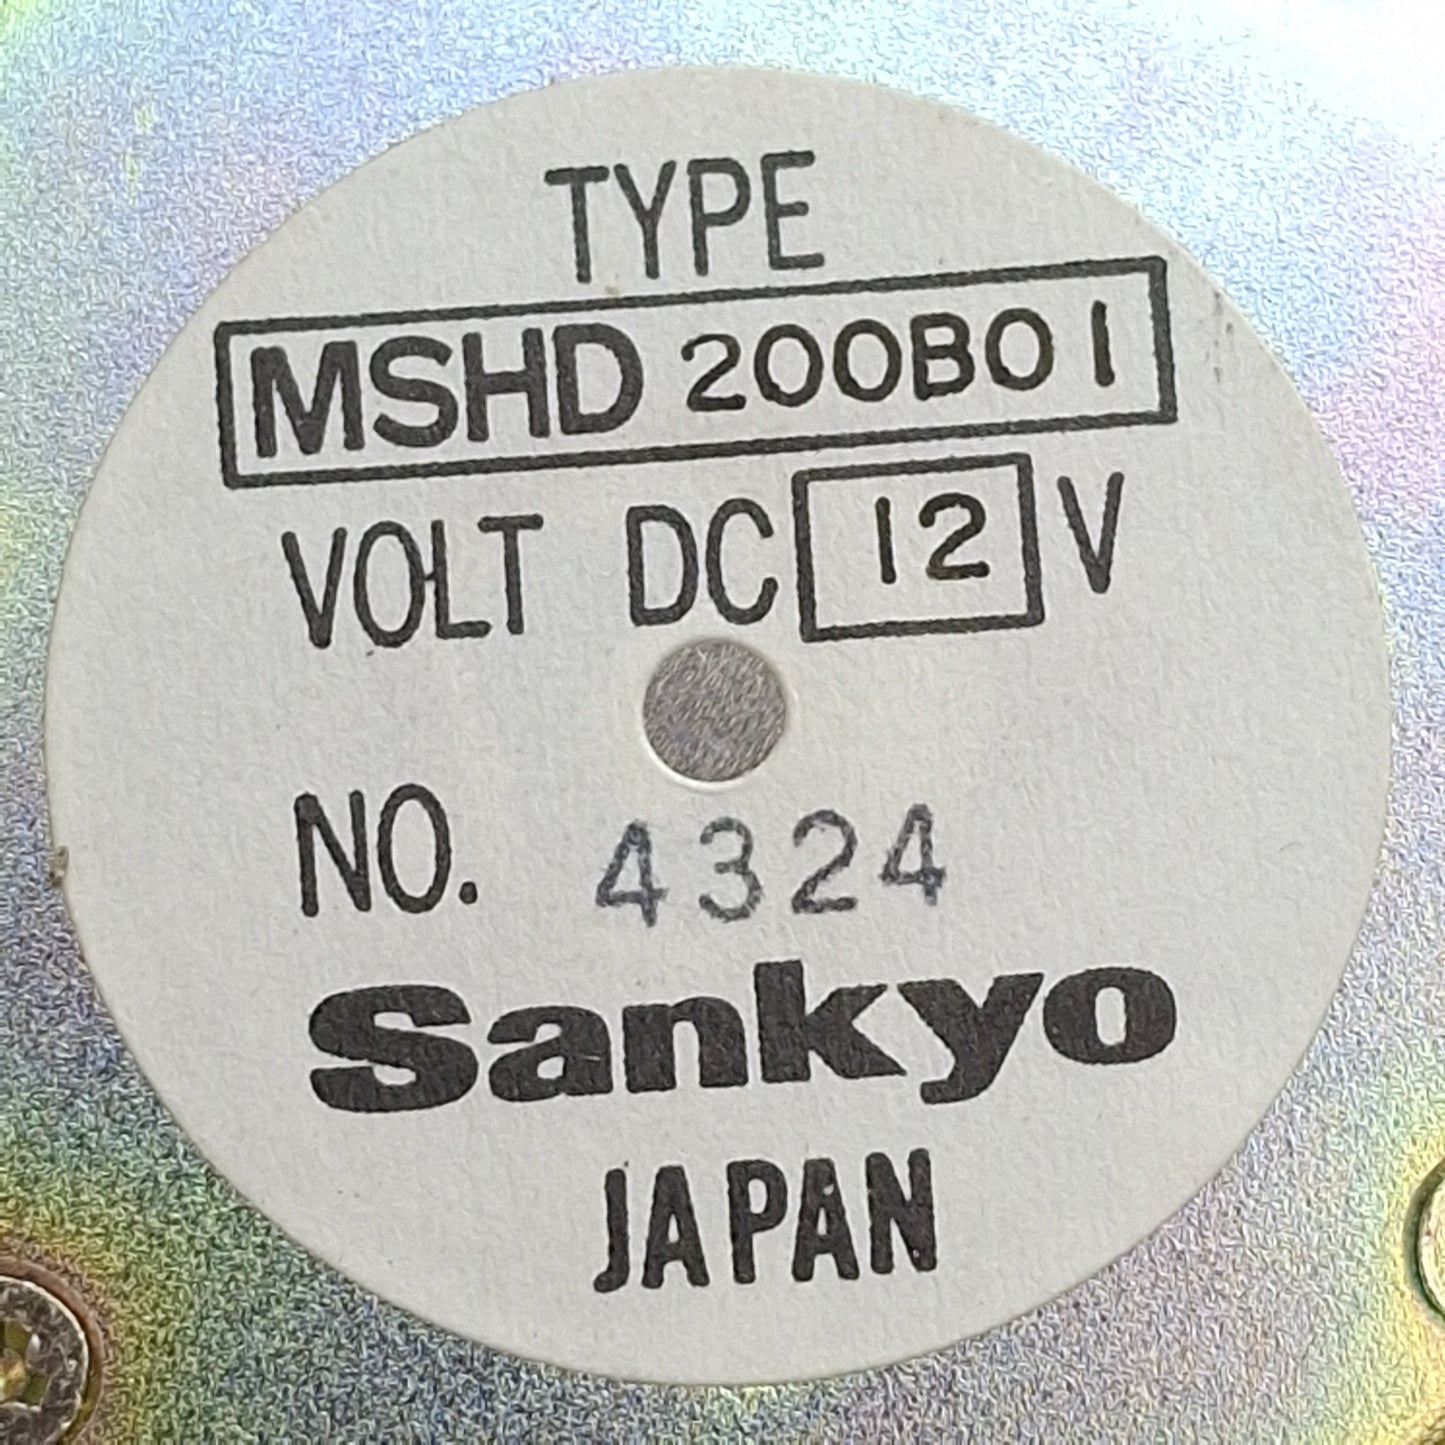 TYPE
MSHD 200B01
VOLT DC 12 V
NO. 4324
Sankyo
JAPAN